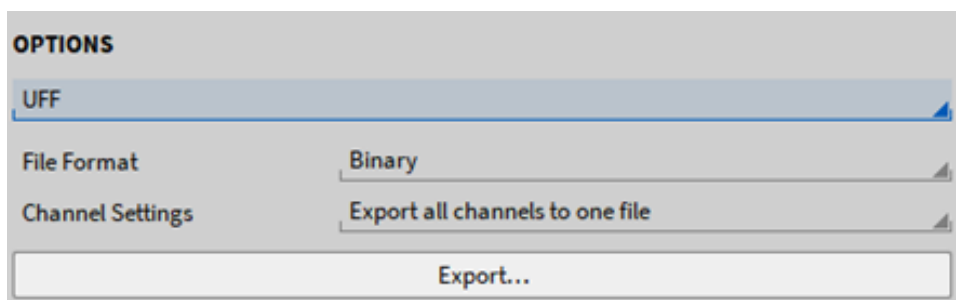 OPTIONS
UFF
File Format Binary
Channel Settings Export all channels to one file
Export...